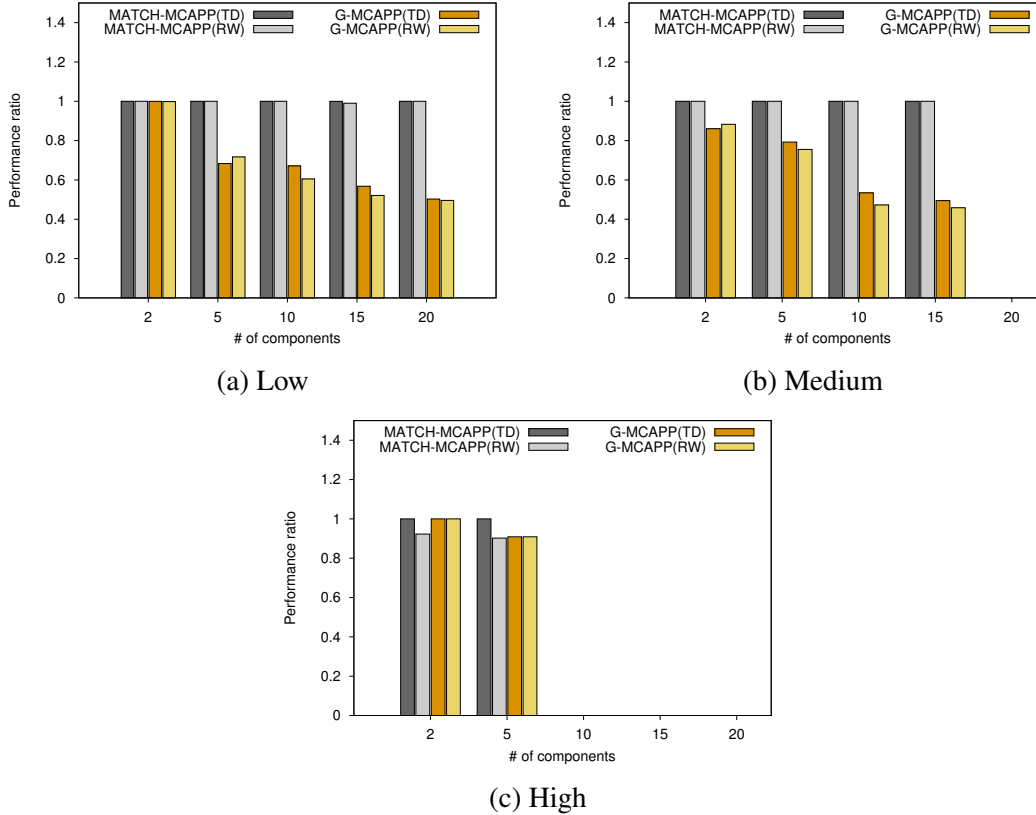 MATCH-MCAPP(TD) G-MCAPP(TD)
MATCH-MCAPP(RW) G-MCAPP(RW)
Performance ratio
1.4
1.2
1
0.8
0.6
0.4
0.2
0
2 5 10 15 20
# of components
(a) Low
MATCH-MCAPP(TD) G-MCAPP(TD)
MATCH-MCAPP(RW) G-MCAPP(RW)
Performance ratio
1.4
1.2
1
0.8
0.6
0.4
0.2
0
2 5 10 15 20
# of components
(b) Medium
MATCH-MCAPP(TD) G-MCAPP(TD)
MATCH-MCAPP(RW) G-MCAPP(RW)
Performance ratio
1.4
1.2
1
0.8
0.6
0.4
0.2
0
2 5 10 15 20
# of components
(c) High